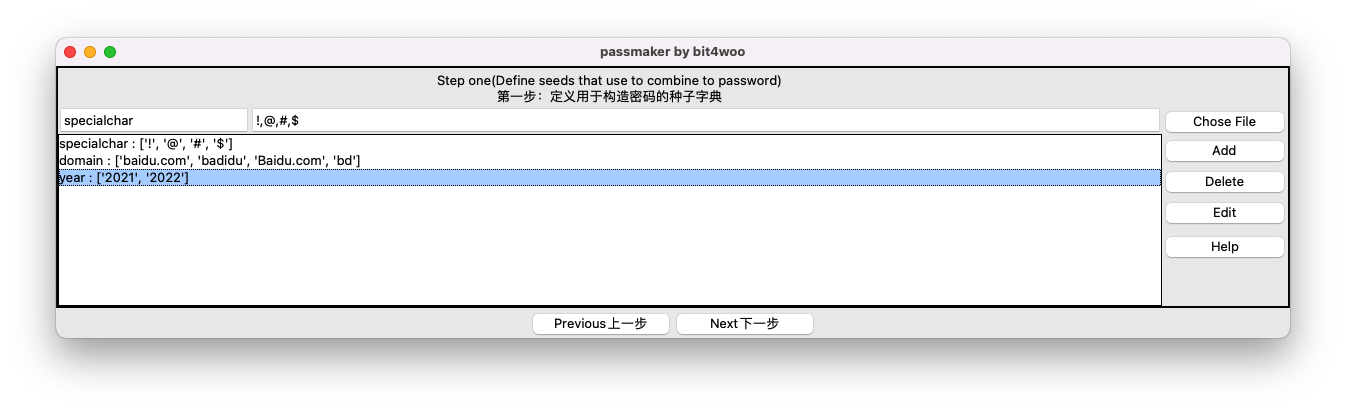 passmaker by bit4woo
Step one(Define seeds that use to combine to password)
第一步：定义用于构造密码的种子字典
specialchar
!,@,#,$
Chose File
specialchar : ['!', '@', '#', '$']
domain : ['baidu.com', 'badidu', 'Baidu.com', 'bd']
year : ['2021', '2022']
Add
Delete
Edit
Help
Previous上一步
Next下一步